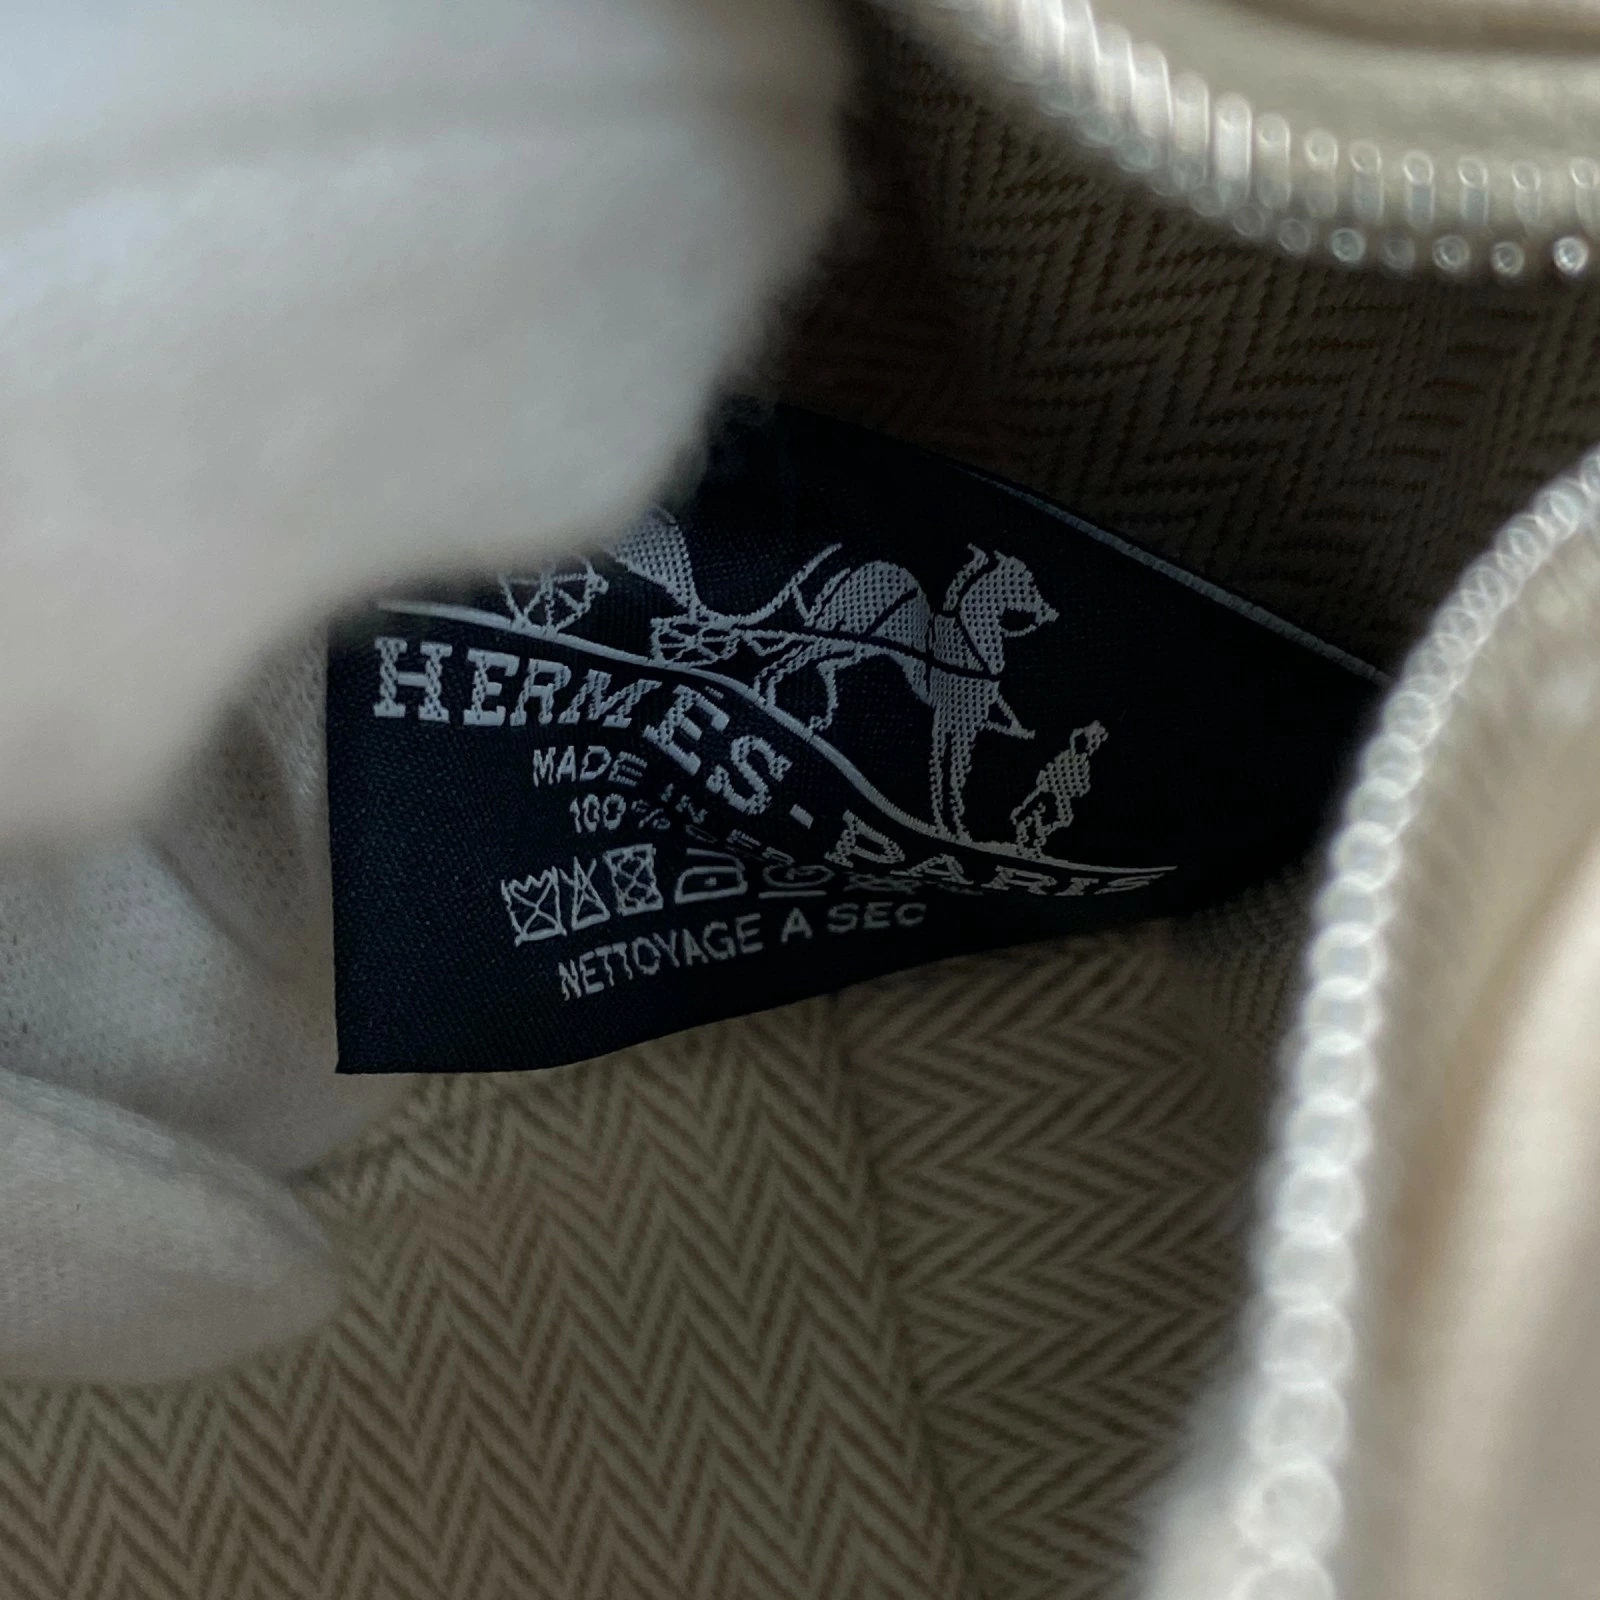 HERMES-PARIS
MADE IN
100%
NETTOYAGE A SEC